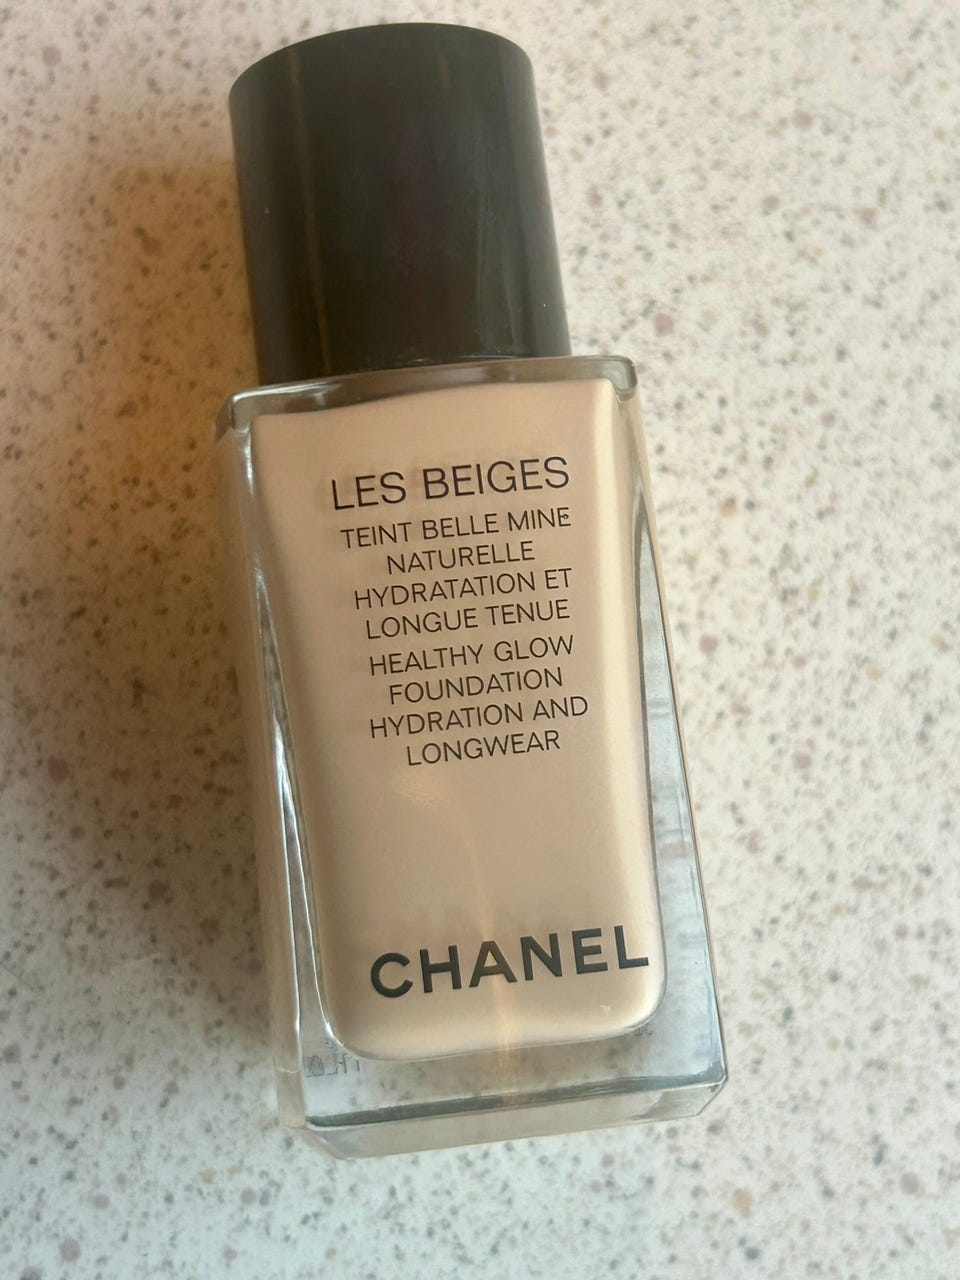 LES BEIGES
TEINT BELLE MINE
NATURELLE
HYDRATATION ET
LONGUE TENUE
HEALTHY GLOW
FOUNDATION
HYDRATION AND
LONGWEAR
CHANEL